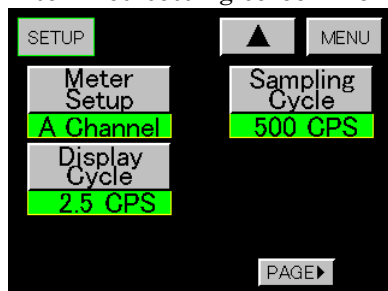 SETUP
▲ MENU
Meter
Setup
A Channel
Sampling
Cycle
500 CPS
Display
Cycle
2.5 CPS
PAGE▶